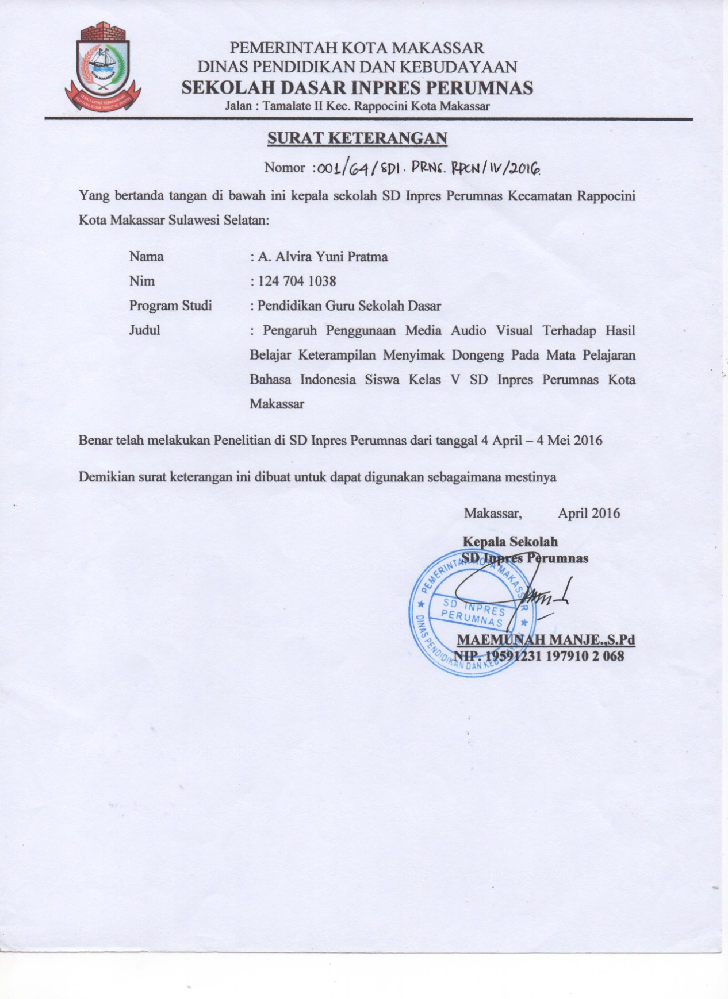 PEMERINTAH KOTA MAKASSAR
DINAS PENDIDIKAN DAN KEBUDAYAAN
SEKOLAH DASAR INPRES PERUMNAS
Jalan : Tamalate II Kec. Rappocini Kota Makassar
KOTA MAKASSAR
SEKALI LAYAR TERKEMBANG
PANTANG BIDUK SURUT KE PANTAI
SURAT KETERANGAN
Nomor : 001/64/SDI. PRNS. RPCN/IV/2016.
Yang bertanda tangan di bawah ini kepala sekolah SD Inpres Perumnas Kecamatan Rappocini
Kota Makassar Sulawesi Selatan:
Nama : A. Alvira Yuni Pratma
Nim : 124 704 1038
Program Studi : Pendidikan Guru Sekolah Dasar
Judul : Pengaruh Penggunaan Media Audio Visual Terhadap Hasil
Belajar Keterampilan Menyimak Dongeng Pada Mata Pelajaran
Bahasa Indonesia Siswa Kelas V SD Inpres Perumnas Kota
Makassar
Benar telah melakukan Penelitian di SD Inpres Perumnas dari tanggal 4 April – 4 Mei 2016
Demikian surat keterangan ini dibuat untuk dapat digunakan sebagaimana mestinya
Makassar, April 2016
Kepala Sekolah
SD Inpres Perumnas
PEMERINTAH KOTA MAKASSAR
SD INPRES
PERUMNAS
DINAS PENDIDIKAN DAN KEBUDAYAAN
MAEMUNAH MANJE.,S.Pd
NIP. 19591231 197910 2 068